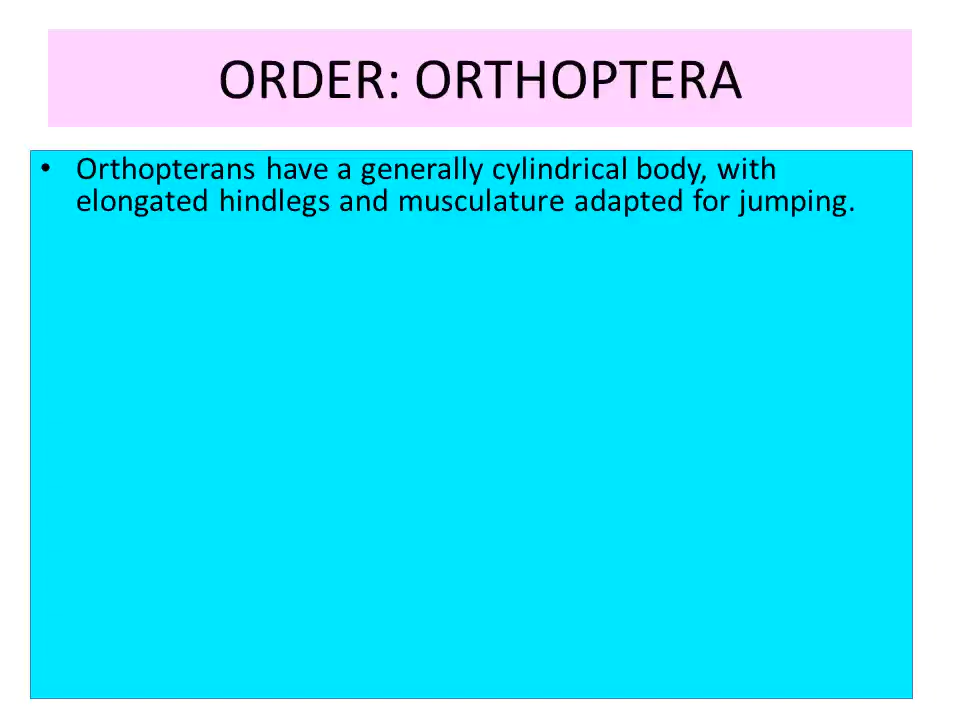 ORDER: ORTHOPTERA
• Orthopterans have a generally cylindrical body, with
elongated hindlegs and musculature adapted for jumping.